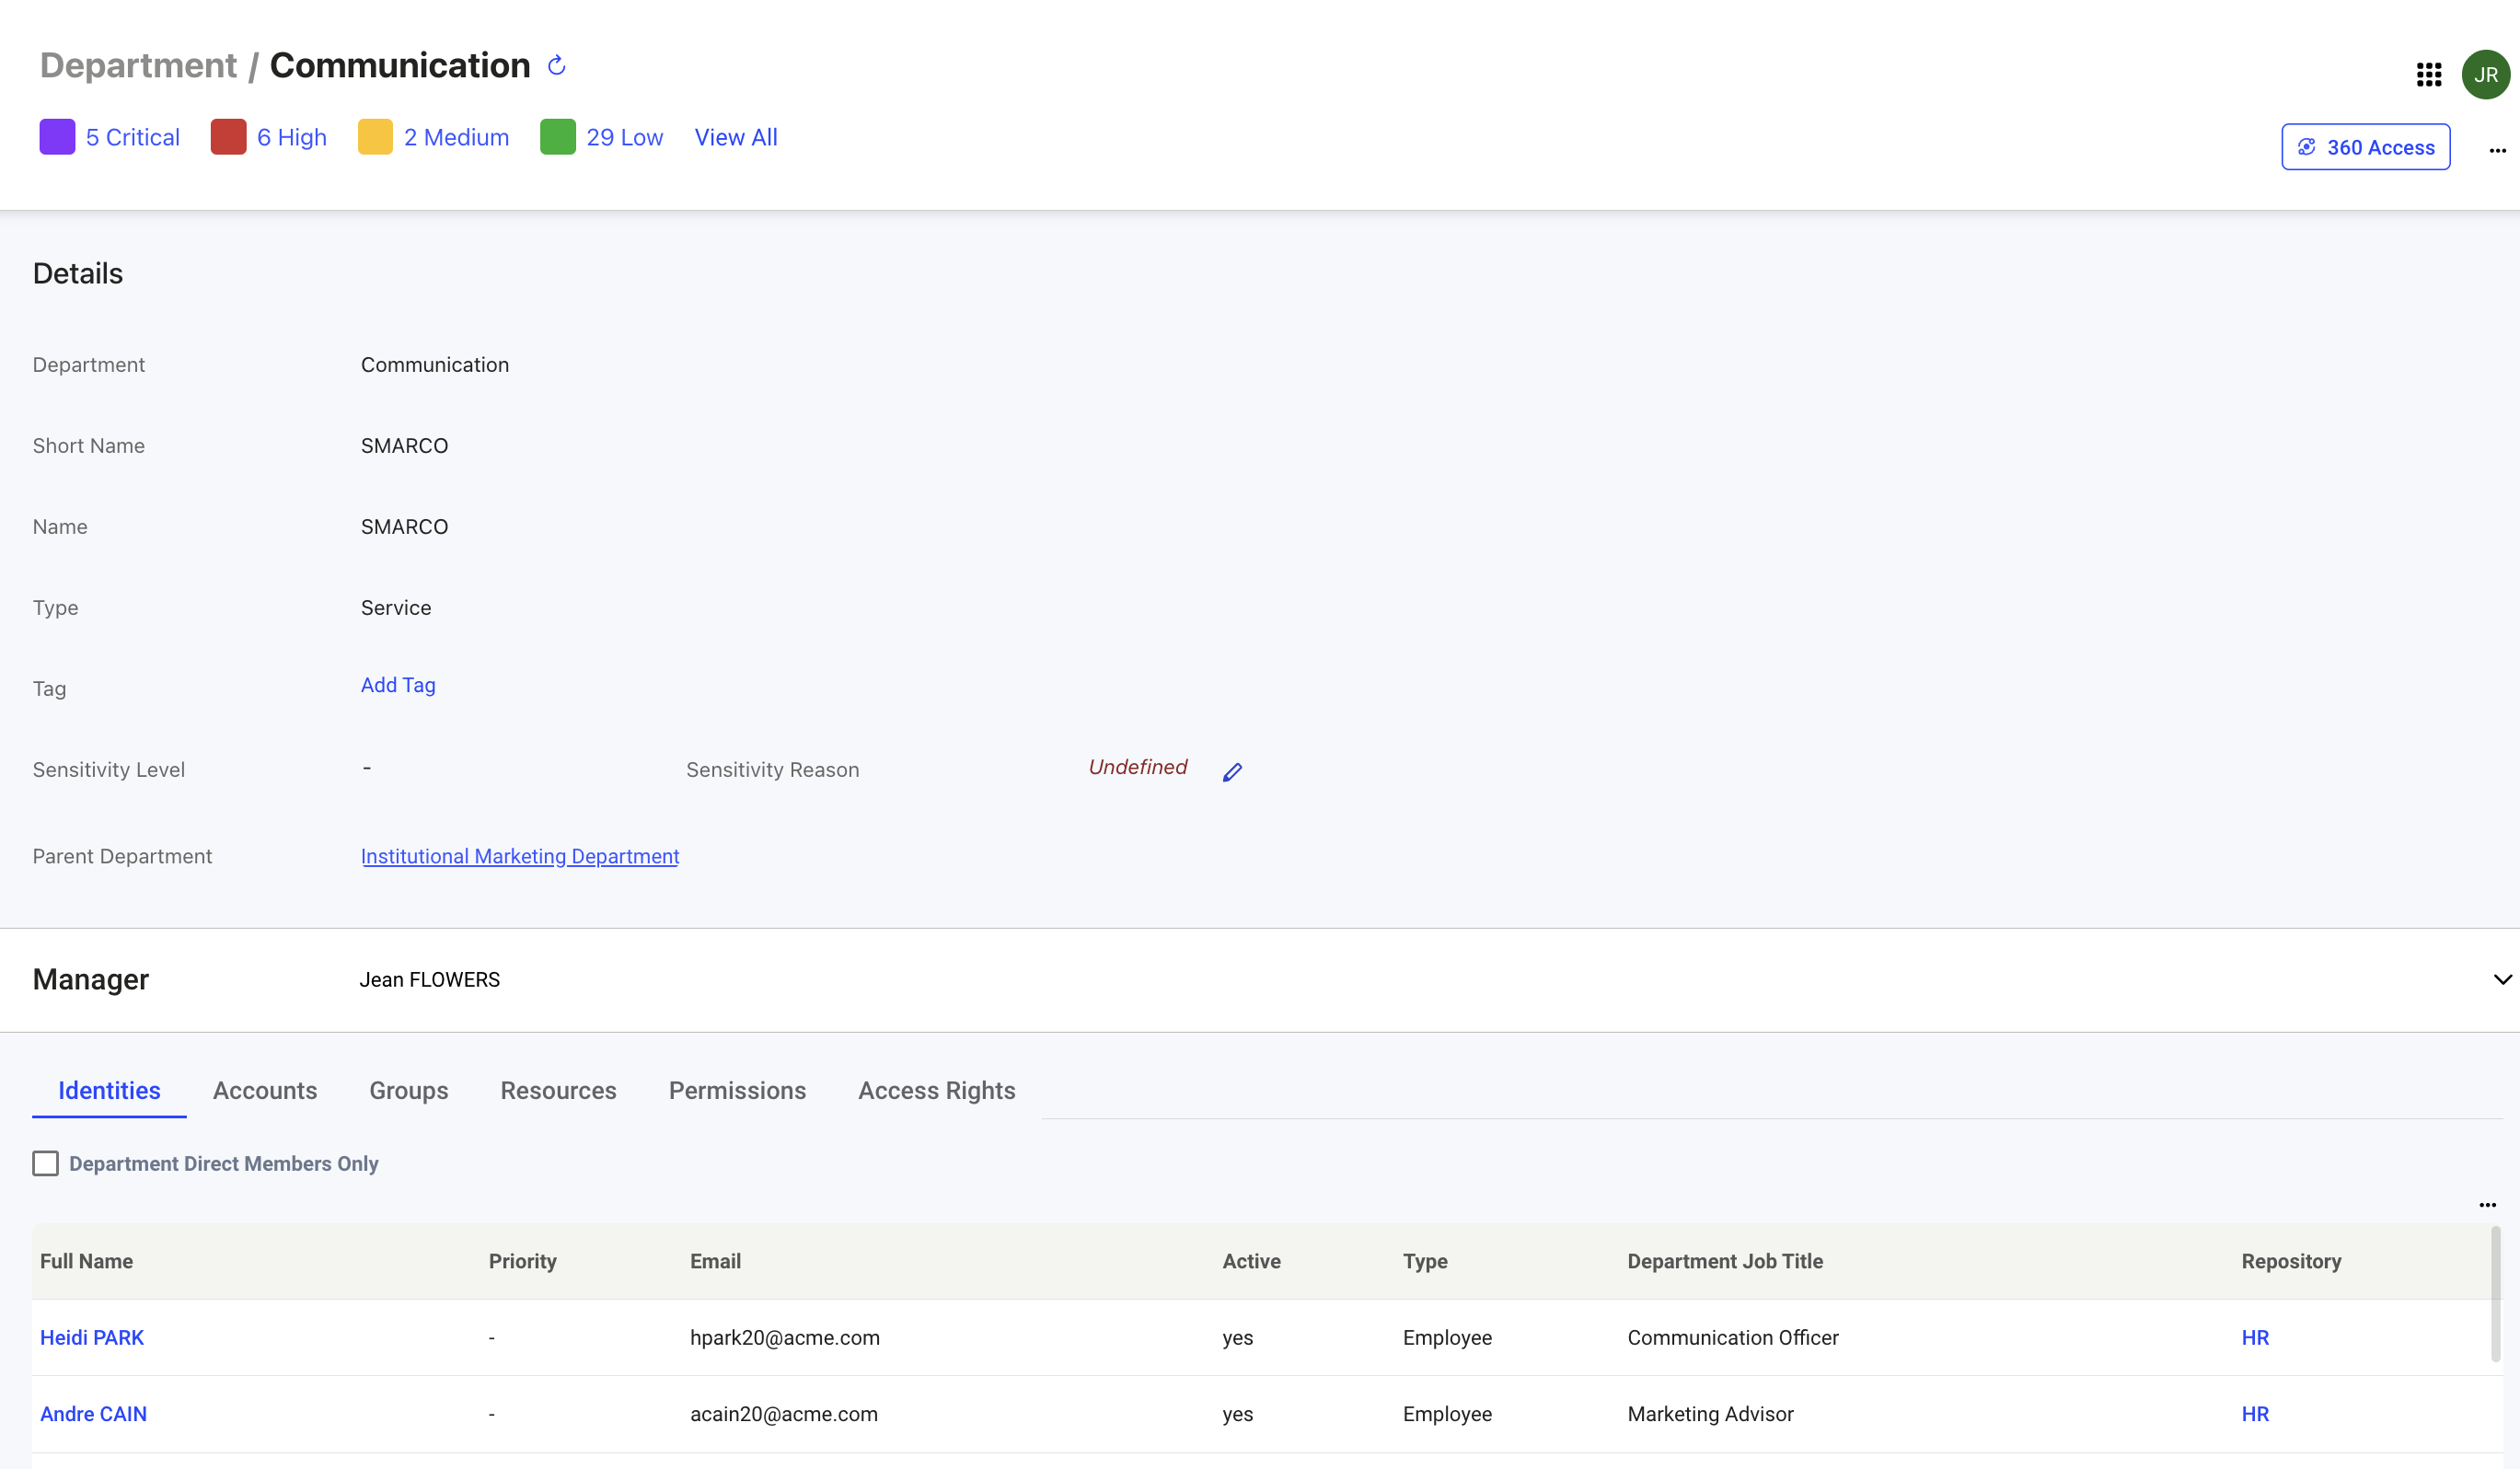 Department / Communication
JR
5 Critical 6 High 2 Medium 29 Low View All
360 Access
Details
Department Communication
Short Name SMARCO
Name SMARCO
Type Service
Tag Add Tag
Sensitivity Level - Sensitivity Reason Undefined
Parent Department Institutional Marketing Department
Manager Jean FLOWERS
Identities Accounts Groups Resources Permissions Access Rights
Department Direct Members Only
Full Name Priority Email Active Type Department Job Title Repository
Heidi PARK - hpark20@acme.com yes Employee Communication Officer HR
Andre CAIN - acain20@acme.com yes Employee Marketing Advisor HR